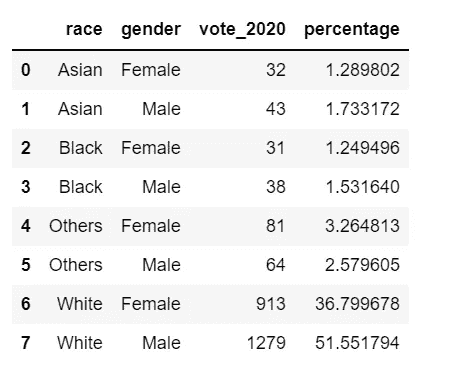 race gender vote_2020 percentage
0 Asian Female 32 1.289802
1 Asian Male 43 1.733172
2 Black Female 31 1.249496
3 Black Male 38 1.531640
4 Others Female 81 3.264813
5 Others Male 64 2.579605
6 White Female 913 36.799678
7 White Male 1279 51.551794